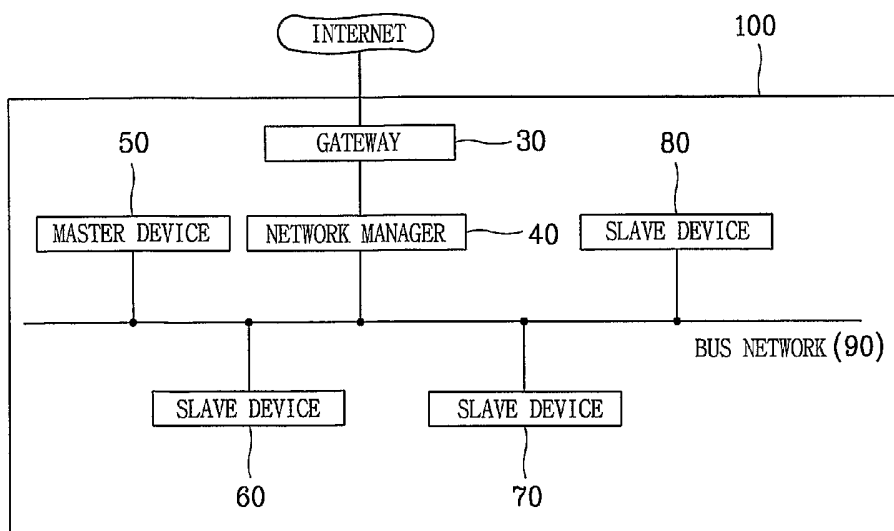 INTERNET
100
GATEWAY
30
50
80
MASTER DEVICE
NETWORK MANAGER
40
SLAVE DEVICE
BUS NETWORK (90)
SLAVE DEVICE
SLAVE DEVICE
60
70